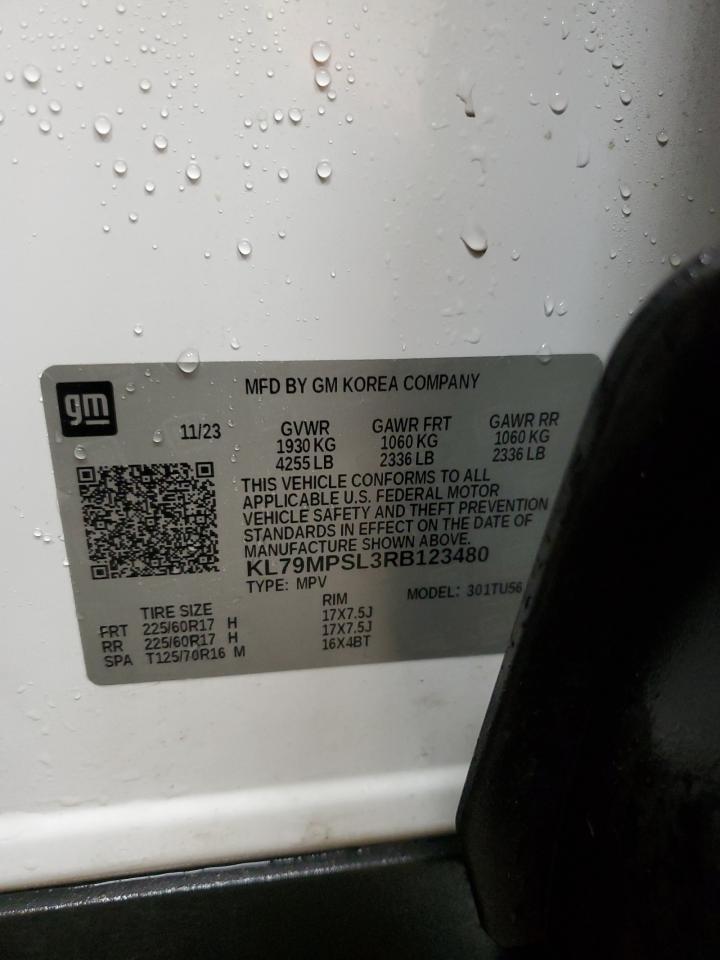 gm
MFD BY GM KOREA COMPANY
11/23
GVWR GAWR FRT GAWR RR
1930 KG 1060 KG 1060 KG
4255 LB 2336 LB 2336 LB
THIS VEHICLE CONFORMS TO ALL
APPLICABLE U.S. FEDERAL MOTOR
VEHICLE SAFETY AND THEFT PREVENTION
STANDARDS IN EFFECT ON THE DATE OF
MANUFACTURE SHOWN ABOVE.
KL79MPSL3RB123480
TYPE: MPV MODEL: 301TU56
TIRE SIZE RIM
FRT 225/60R17 H 17X7.5J
RR 225/60R17 H 17X7.5J
SPA T125/70R16 M 16X4BT